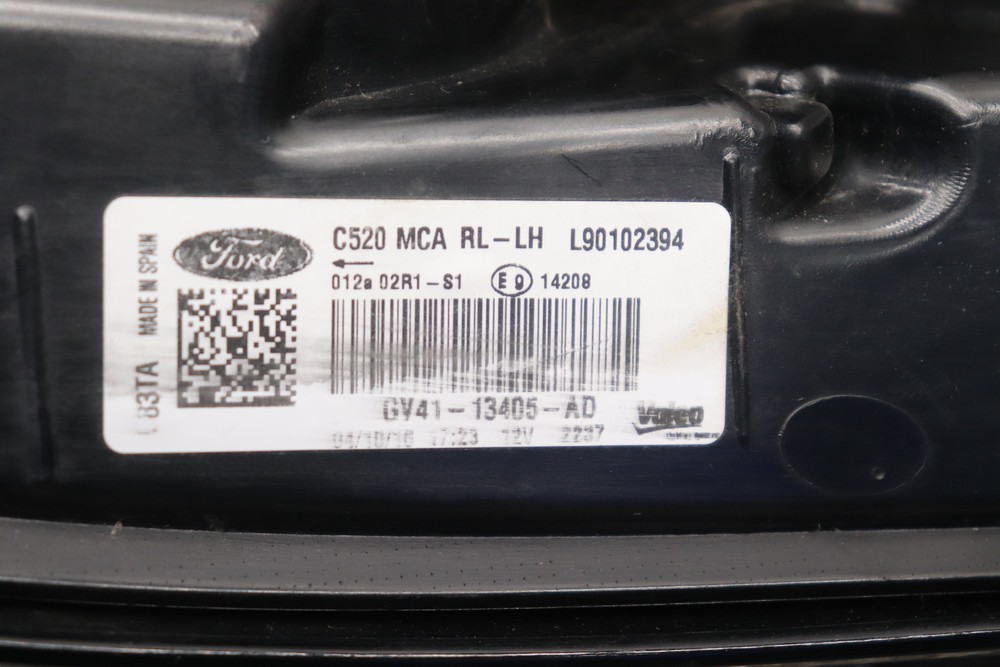 MADE IN SPAIN
Ford
C520 MCA RL-LH L90102394
012a 02R1-S1 E9 14208
GV41-13405-AD
04/10/16 17:23 12V 2237
Valeo